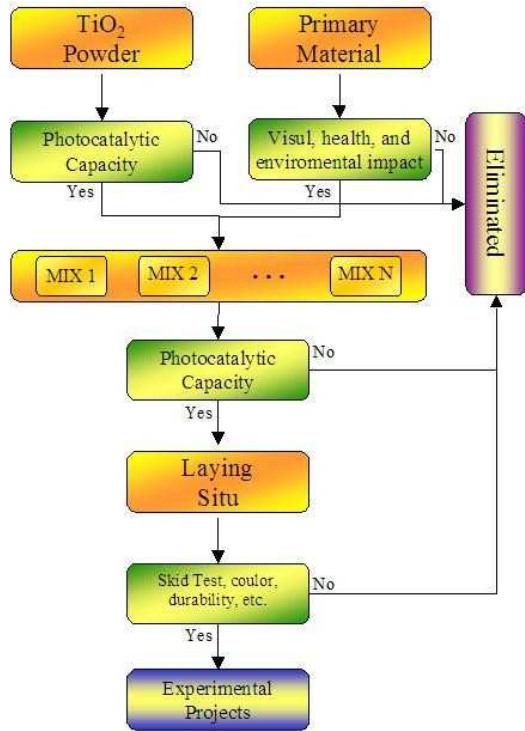 TiO₂
Powder
Primary
Material
Photocatalytic
Capacity
No
Yes
Visul, health, and
enviromental impact
No
Yes
Eliminated
MIX 1
MIX 2
...
MIX N
Photocatalytic
Capacity
No
Yes
Laying
Situ
Skid Test, coulor,
durability, etc.
No
Yes
Experimental
Projects